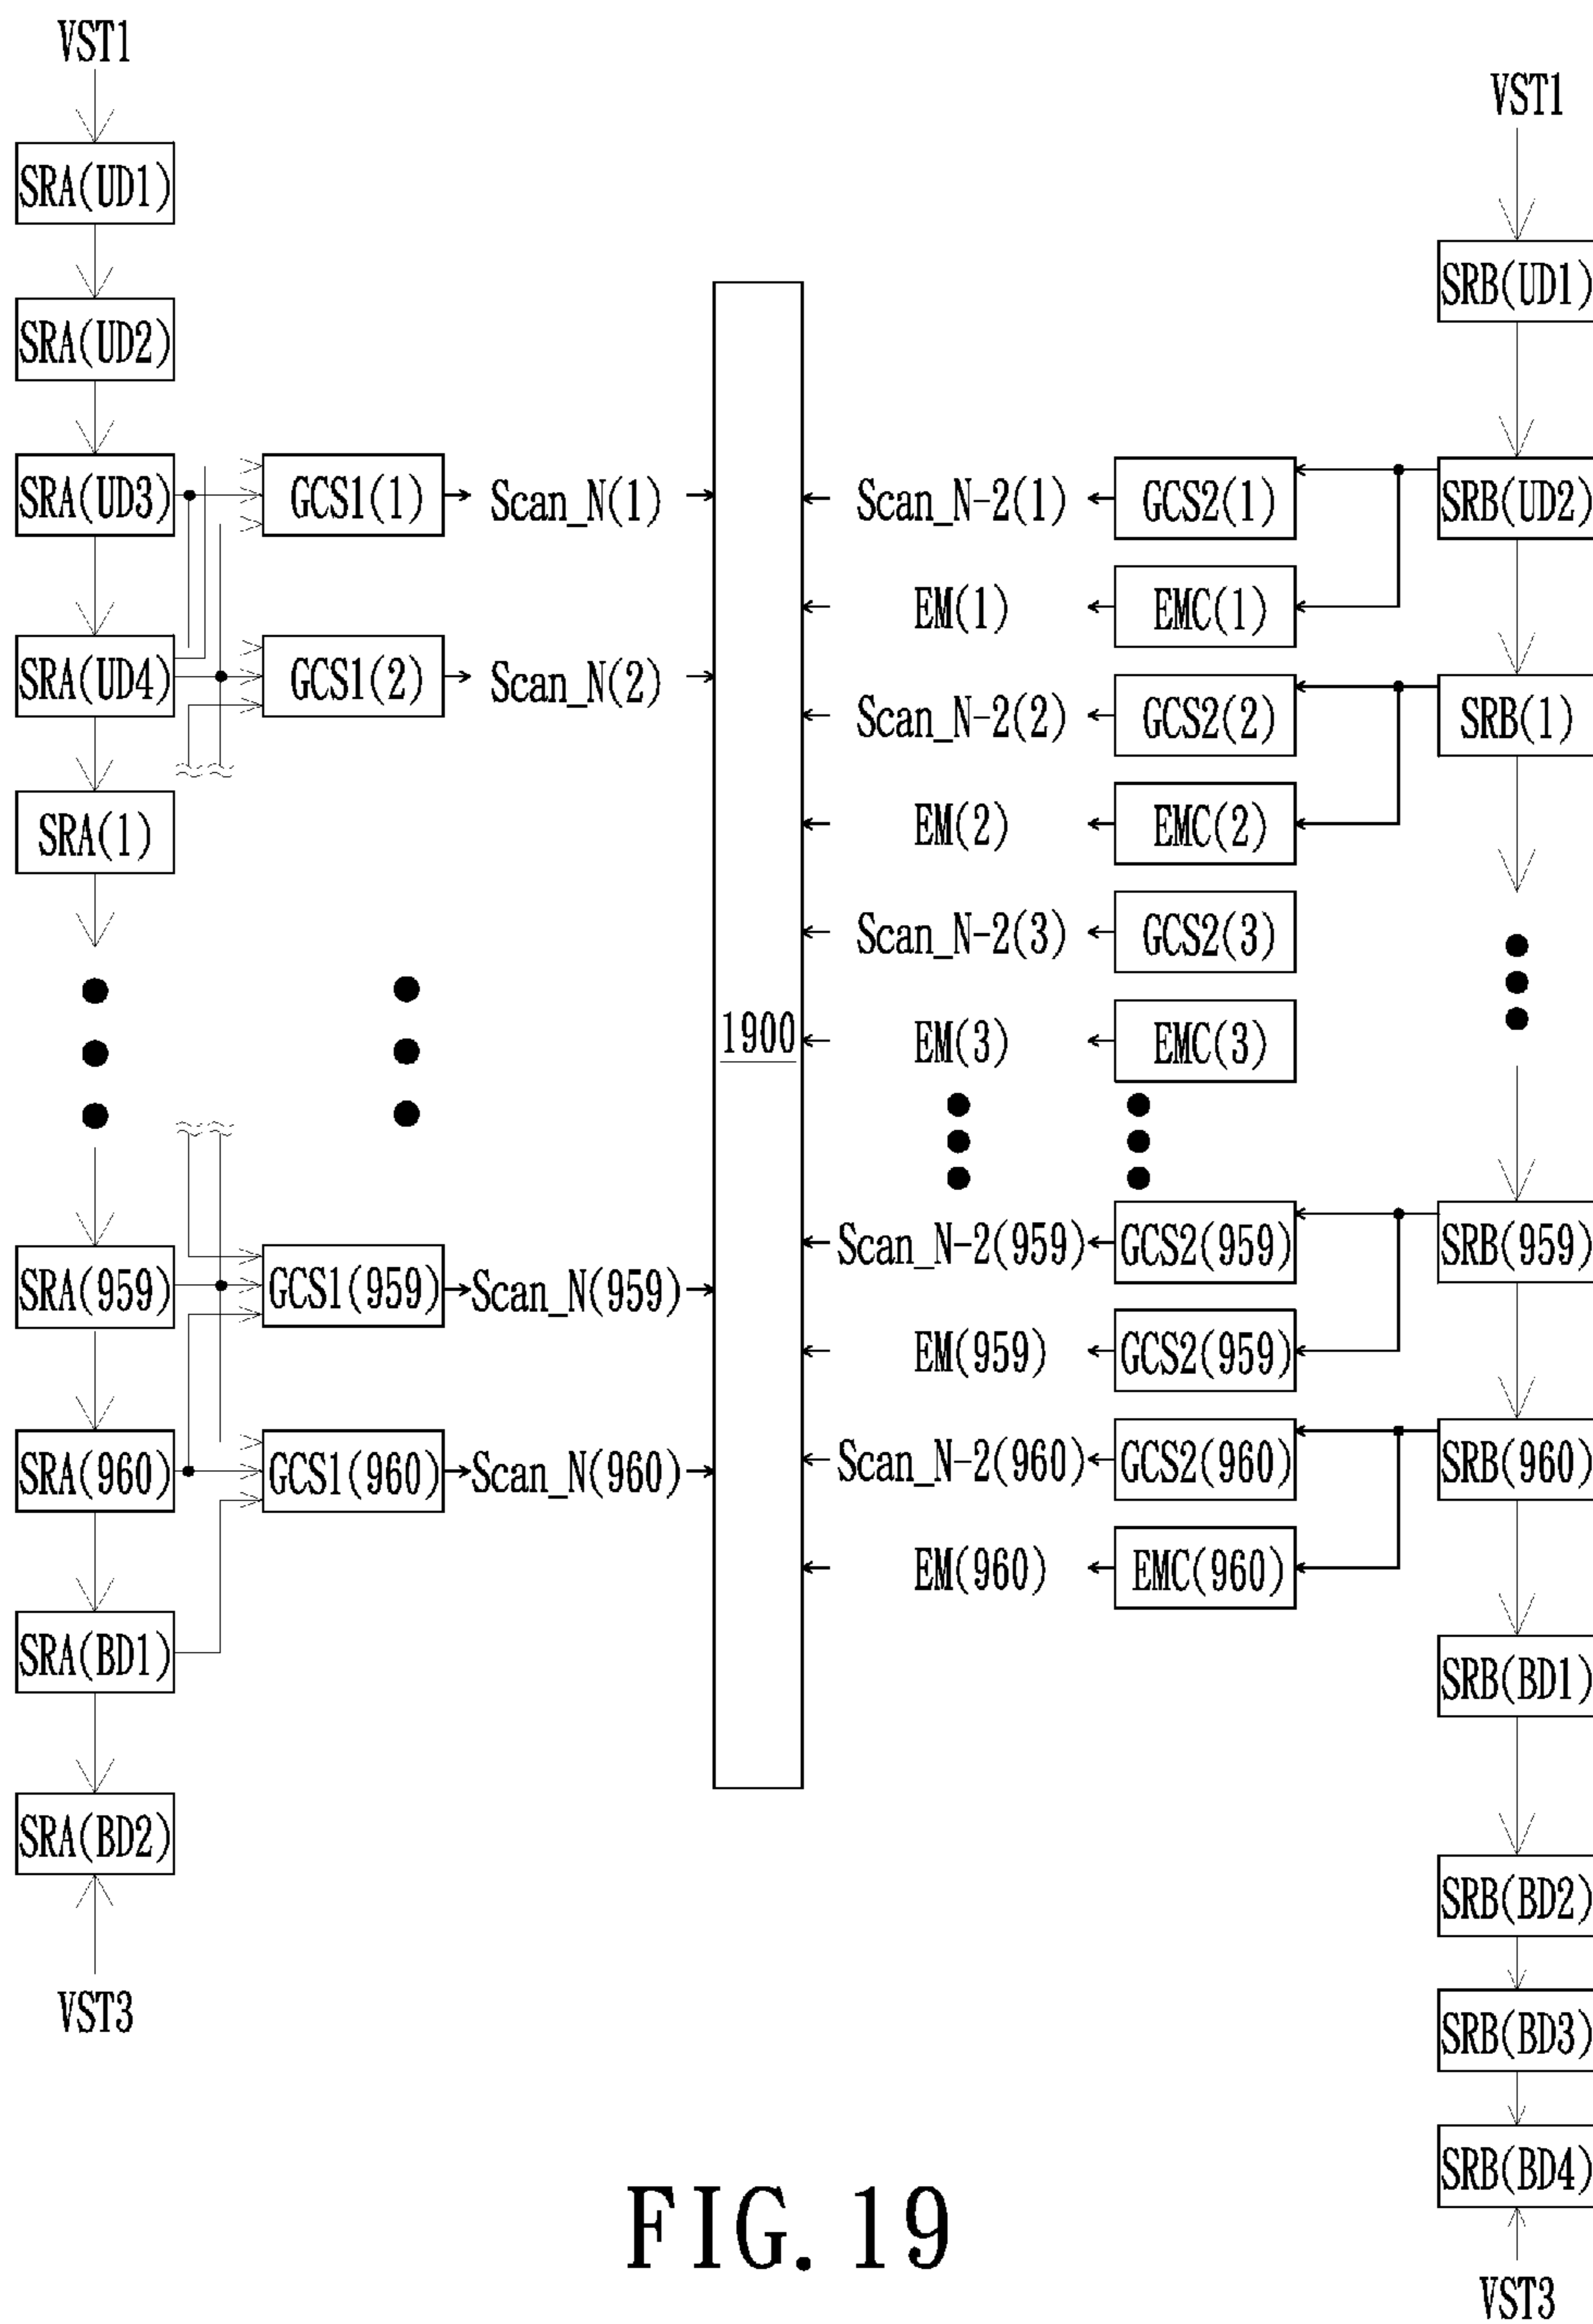 VST1
VST1
SRA(UD1)
SRB(UD1)
SRA(UD2)
SRA(UD3)
GCS1(1)
Scan_N(1)
Scan_N-2(1)
GCS2(1)
SRB(UD2)
EM(1)
EMC(1)
SRA(UD4)
GCS1(2)
Scan_N(2)
Scan_N-2(2)
GCS2(2)
SRB(1)
SRA(1)
EM(2)
EMC(2)
Scan_N-2(3)
GCS2(3)
1900
EM(3)
EMC(3)
Scan_N-2(959)
GCS2(959)
SRB(959)
SRA(959)
GCS1(959)
Scan_N(959)
EM(959)
GCS2(959)
SRA(960)
GCS1(960)
Scan_N(960)
Scan_N-2(960)
GCS2(960)
SRB(960)
EM(960)
EMC(960)
SRA(BD1)
SRB(BD1)
SRA(BD2)
SRB(BD2)
VST3
SRB(BD3)
SRB(BD4)
FIG. 19
VST3